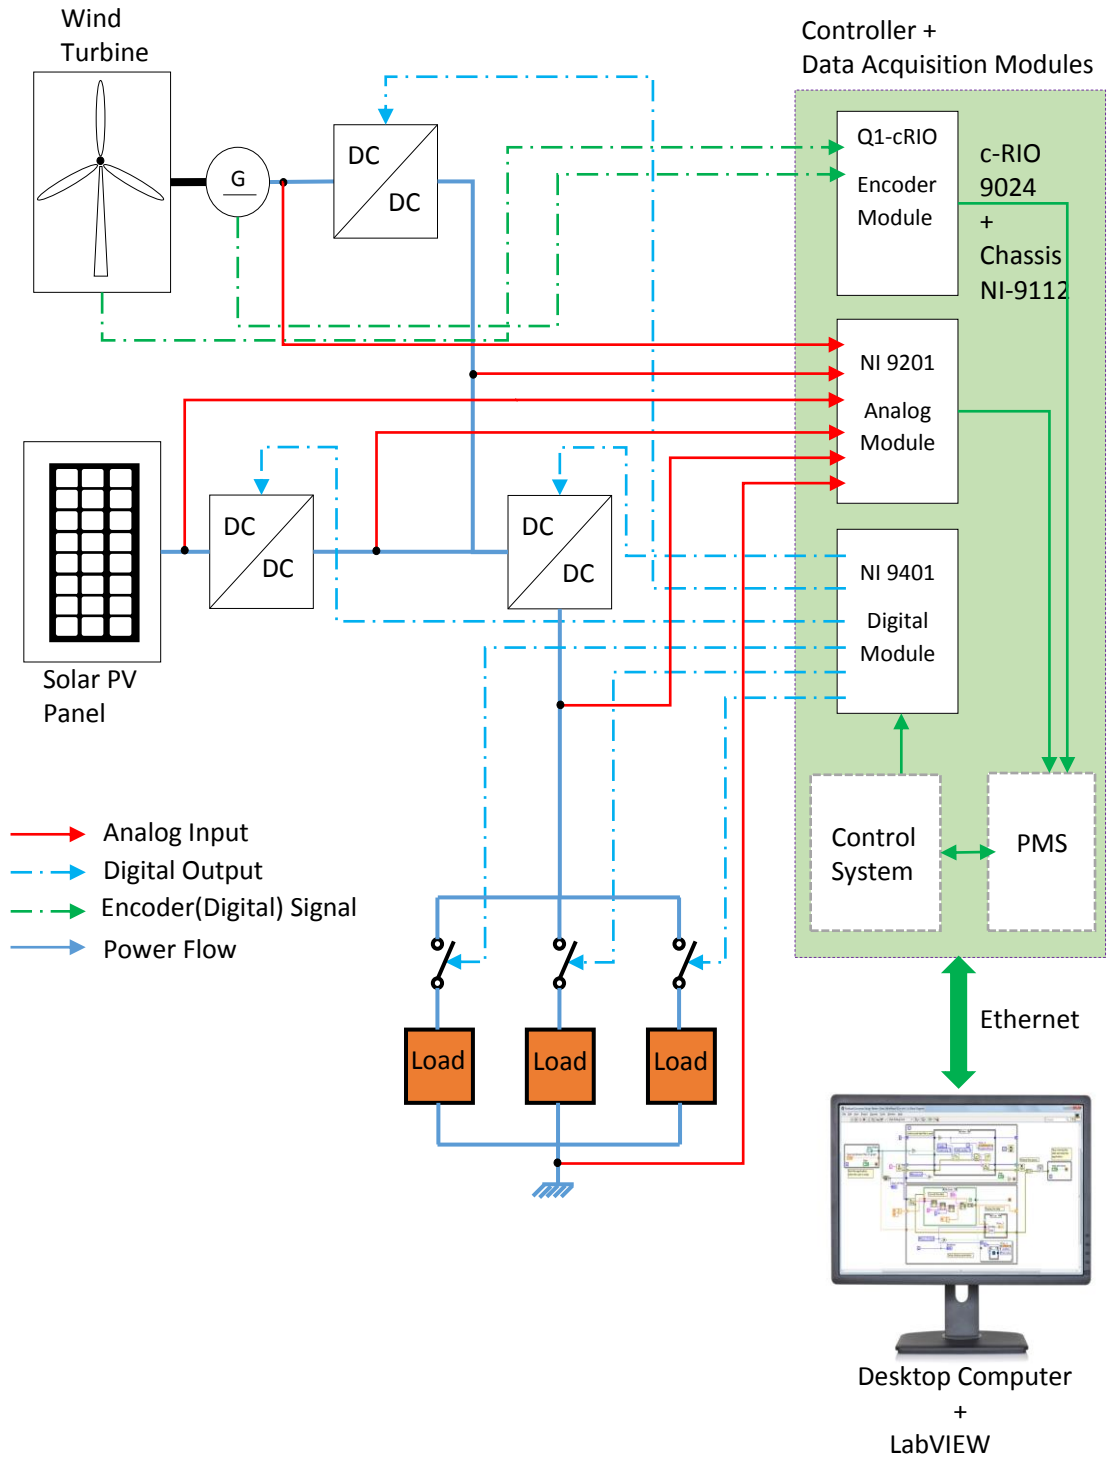 Wind
Turbine
Controller +
Data Acquisition Modules
G
DC
DC
Q1-cRIO
Encoder
Module
c-RIO
9024
+
Chassis
NI-9112
NI 9201
Analog
Module
DC
DC
DC
DC
NI 9401
Digital
Module
Solar PV
Panel
Analog Input
Digital Output
Encoder(Digital) Signal
Power Flow
Control
System
PMS
Load
Load
Load
Ethernet
Desktop Computer
+
LabVIEW